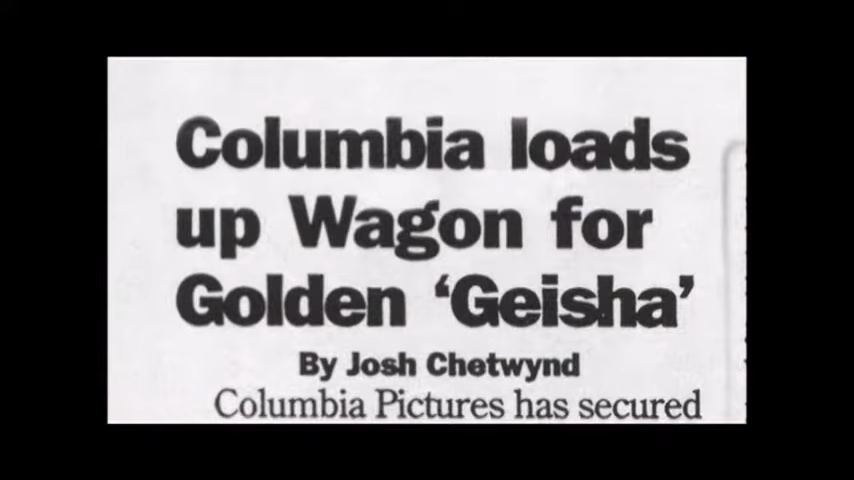 Columbia loads
up Wagon for
Golden ‘Geisha’
By Josh Chetwynd
Columbia Pictures has secured